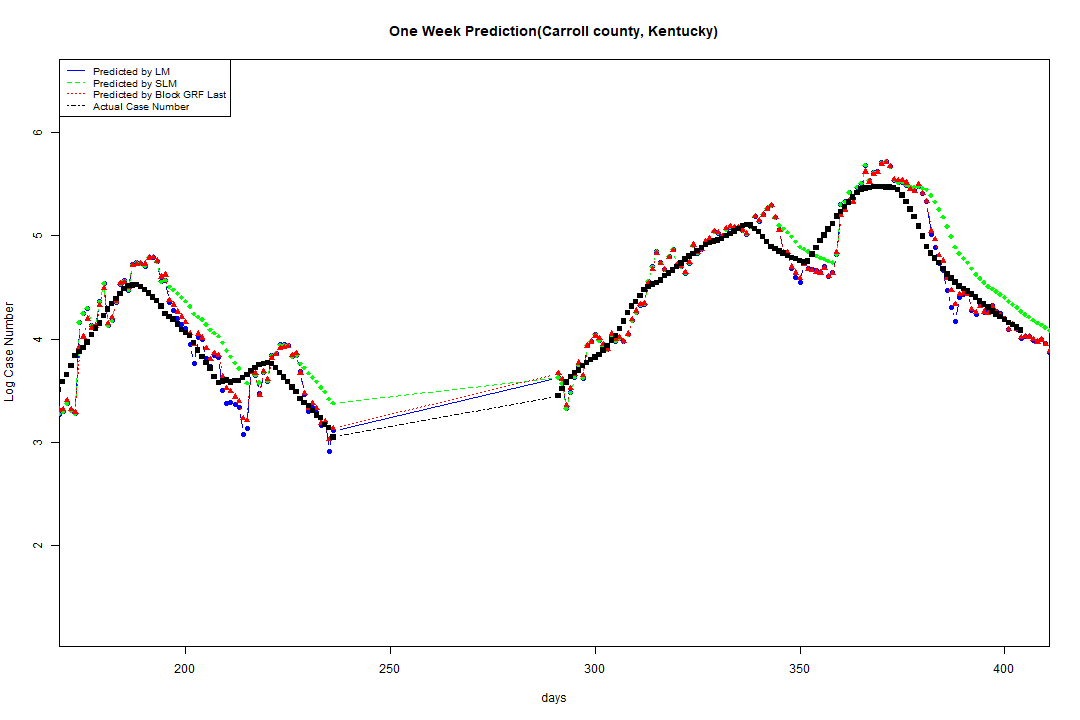 One Week Prediction(Carroll county, Kentucky)
Predicted by LM
Predicted by SLM
Predicted by Block GRF Last
Actual Case Number
6
5
4
3
2
Log Case Number
200
250
300
350
400
days